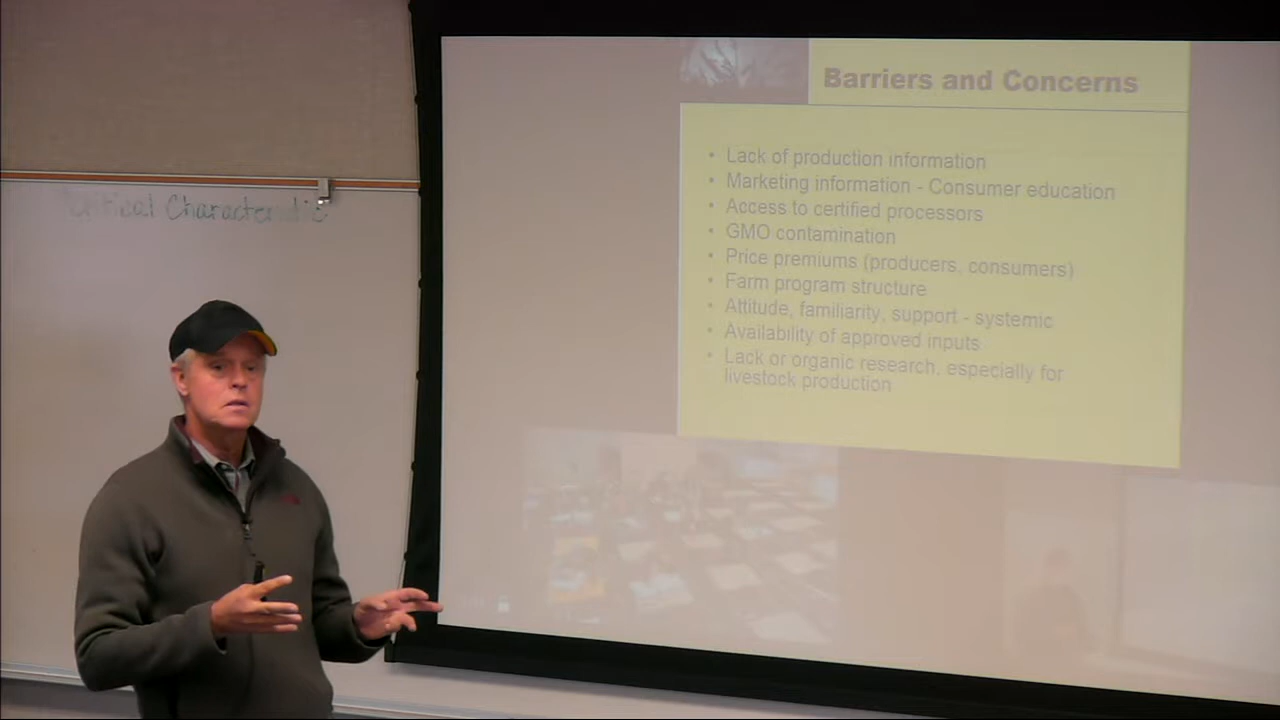 Barriers and Concerns
• Lack of production information
• Marketing information - Consumer education
• Access to certified processors
• GMO contamination
• Price premiums (producers, consumers)
• Farm program structure
• Attitude, familiarity, support - systemic
• Availability of approved inputs
• Lack or organic research, especially for
livestock production
Critical Characteristic